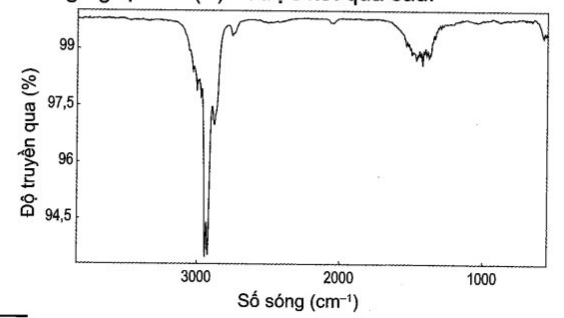 99
97,5
96
94,5
Độ truyền qua (%)
3000 2000 1000
Số sóng (cm⁻¹)